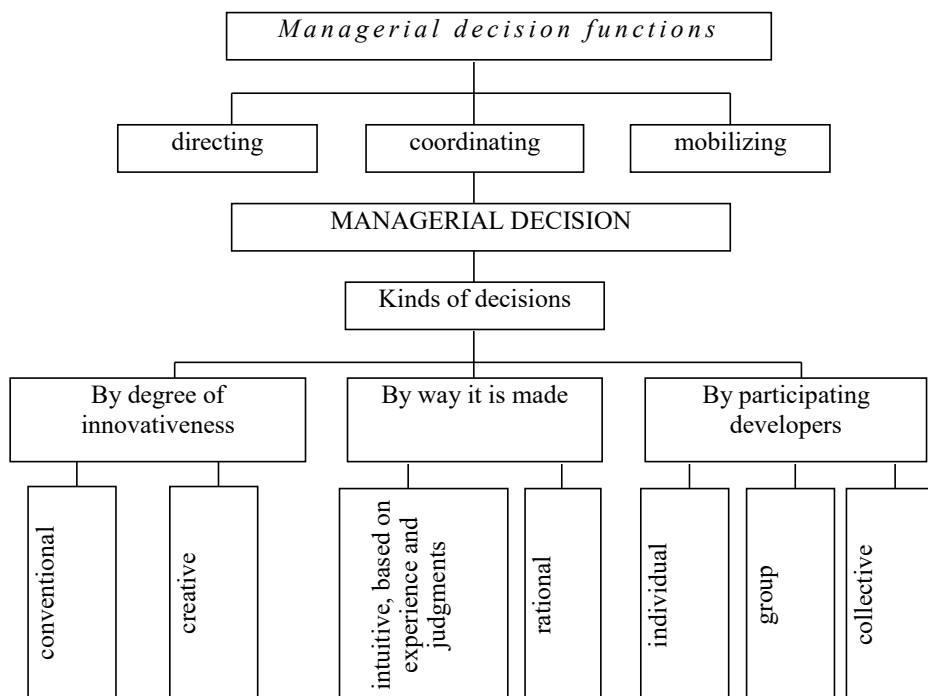 Managerial decision functions
directing
coordinating
mobilizing
MANAGERIAL DECISION
Kinds of decisions
By degree of
innovativeness
By way it is made
By participating
developers
conventional
creative
intuitive, based on
experience and
judgments
rational
individual
group
collective